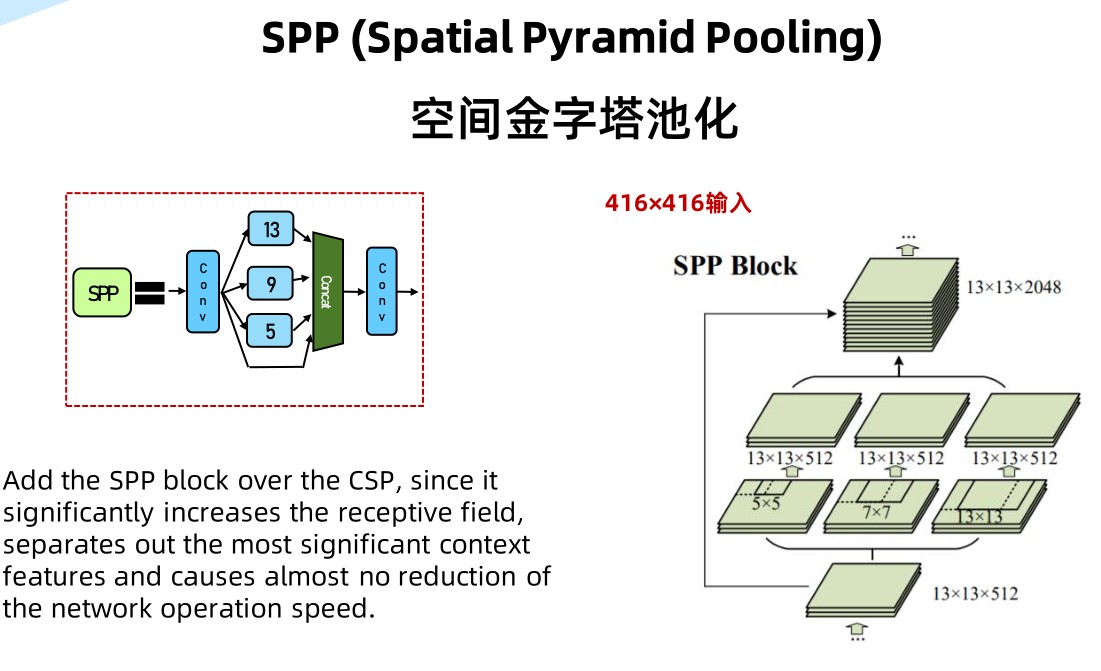 SPP (Spatial Pyramid Pooling)
空间金字塔池化
SPP
Conv
13
9
5
Concat
Conv
Add the SPP block over the CSP, since it
significantly increases the receptive field,
separates out the most significant context
features and causes almost no reduction of
the network operation speed.
416×416输入
...
SPP Block
13×13×2048
13×13×512
13×13×512
13×13×512
5×5
7×7
13×13
13×13×512
...